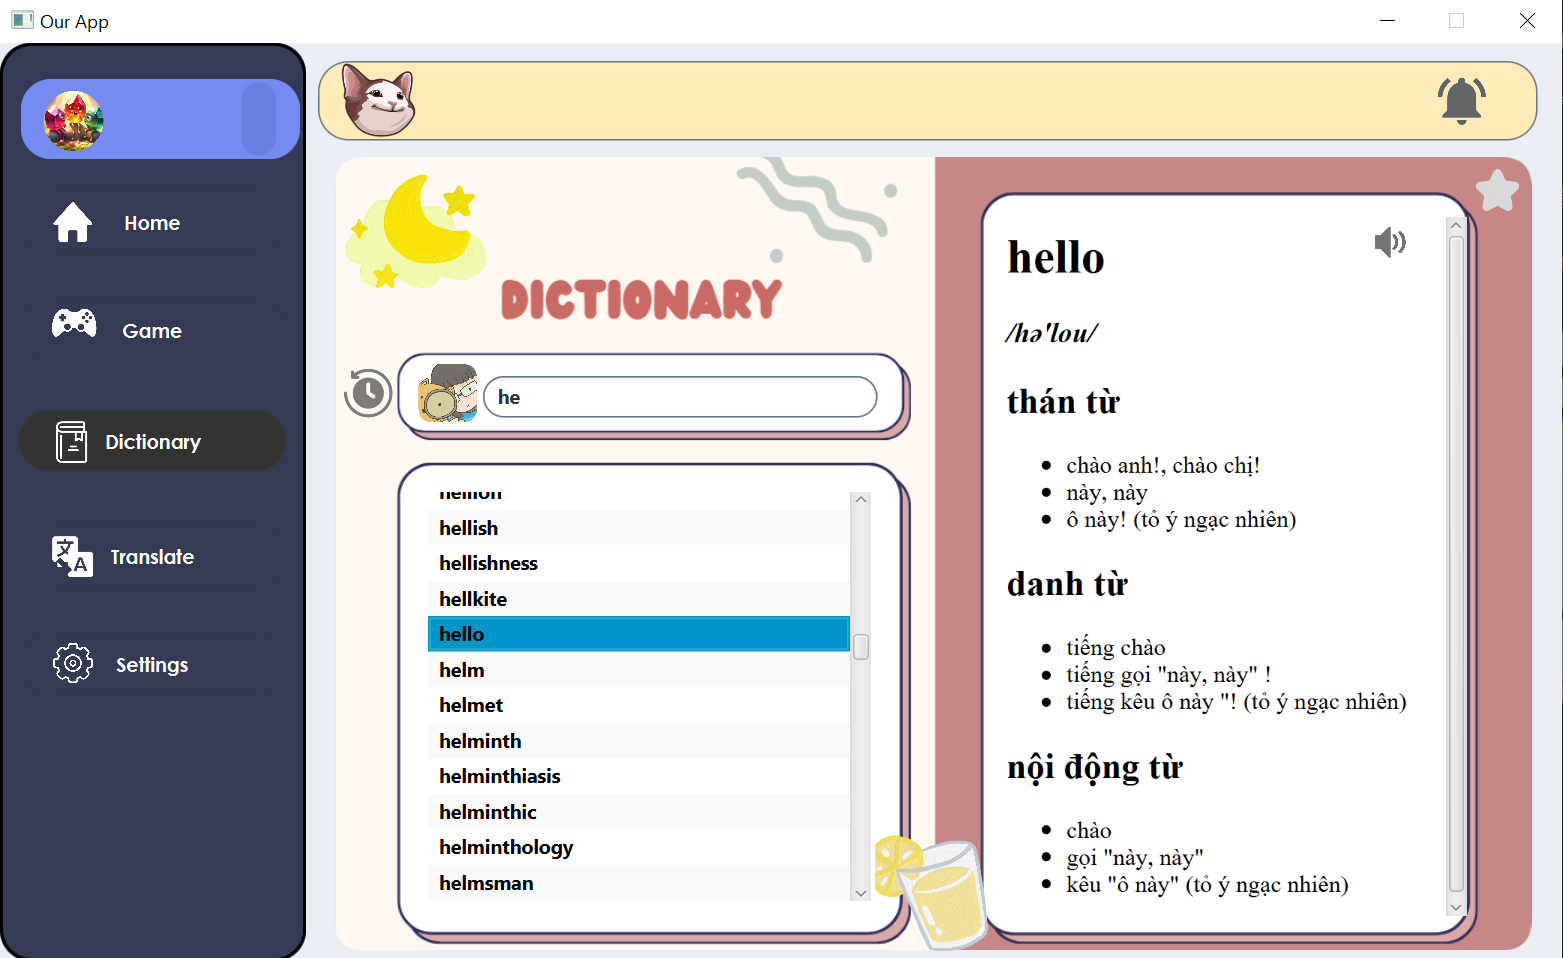 Our App
Home
Game
Dictionary
Translate
Settings
DICTIONARY
he
hellion
hellish
hellishness
hellkite
hello
helm
helmet
helminth
helminthiasis
helminthic
helminthology
helmsman
hello
/hə'lou/
thán từ
chào anh!, chào chị!
này, này
ô này! (tỏ ý ngạc nhiên)
danh từ
tiếng chào
tiếng gọi "này, này" !
tiếng kêu ô này "! (tỏ ý ngạc nhiên)
nội động từ
chào
gọi "này, này"
kêu "ô này" (tỏ ý ngạc nhiên)